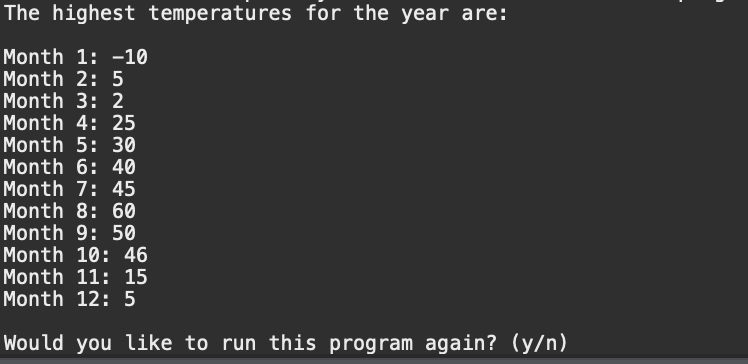 The highest temperatures for the year are:
Month 1: -10
Month 2: 5
Month 3: 2
Month 4: 25
Month 5: 30
Month 6: 40
Month 7: 45
Month 8: 60
Month 9: 50
Month 10: 46
Month 11: 15
Month 12: 5
Would you like to run this program again? (y/n)